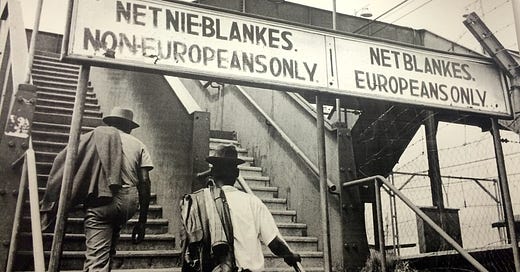 NET NIE-BLANKES.
NON-EUROPEANS ONLY.
NET BLANKES.
EUROPEANS ONLY.